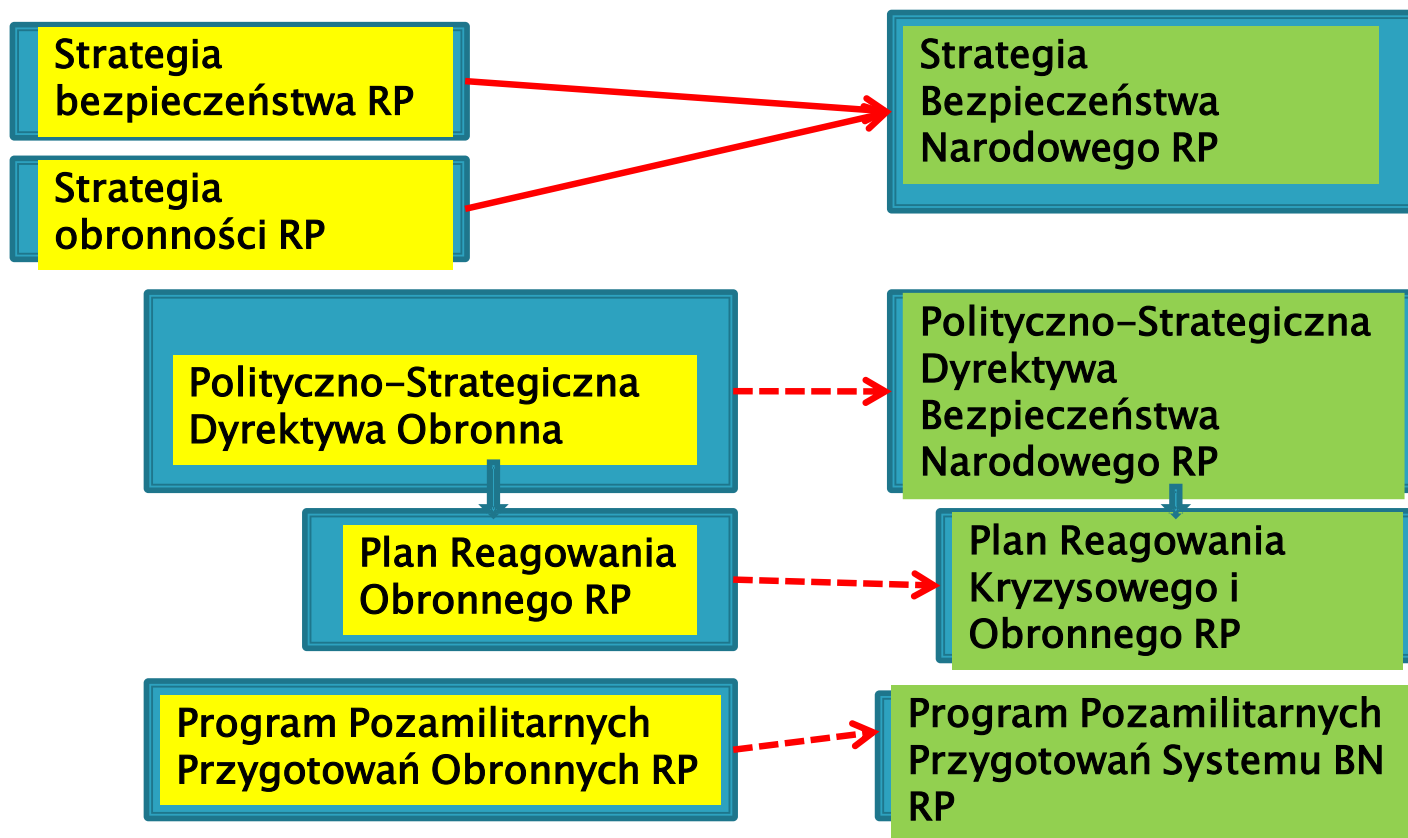 Strategia
bezpieczeństwa RP
Strategia
Bezpieczeństwa
Narodowego RP
Strategia
obronności RP
Polityczno–Strategiczna
Dyrektywa Obronna
Polityczno–Strategiczna
Dyrektywa
Bezpieczeństwa
Narodowego RP
Plan Reagowania
Obronnego RP
Plan Reagowania
Kryzysowego i
Obronnego RP
Program Pozamilitarnych
Przygotowań Obronnych RP
Program Pozamilitarnych
Przygotowań Systemu BN
RP